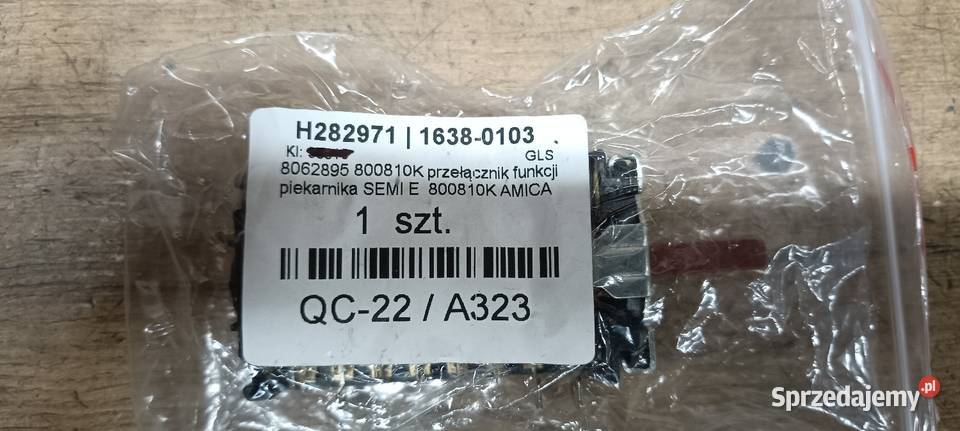 H282971 | 1638-0103
Kl: GLS
8062895 800810K przełącznik funkcji
piekarnika SEMI E 800810K AMICA
1 szt.
QC-22 / A323
Sprzedajemy.pl